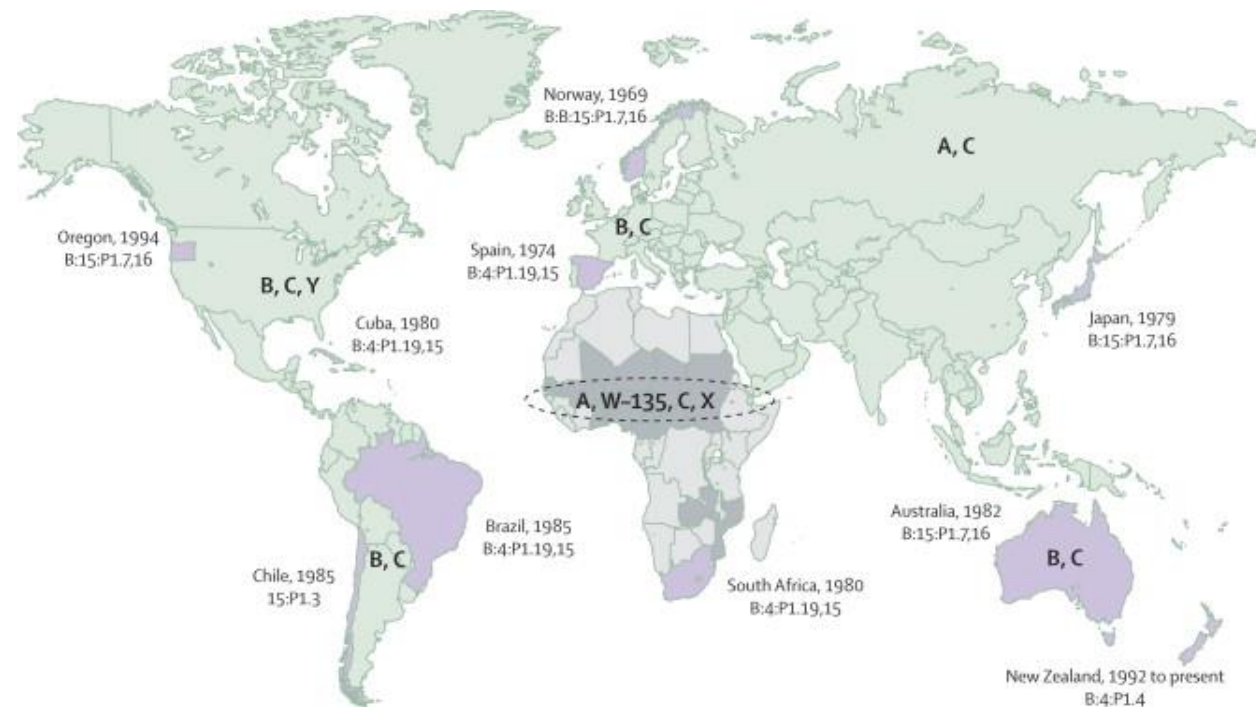 Norway, 1969
B:B:15:P1.7,16
A, C
Oregon, 1994
B:15:P1.7,16
B, C
Spain, 1974
B:4:P1.19,15
B, C, Y
Cuba, 1980
B:4:P1.19,15
Japan, 1979
B:15:P1.7,16
A, W–135, C, X
Brazil, 1985
B:4:P1.19,15
Australia, 1982
B:15:P1.7,16
B, C
B, C
Chile, 1985
15:P1.3
South Africa, 1980
B:4:P1.19,15
New Zealand, 1992 to present
B:4:P1.4